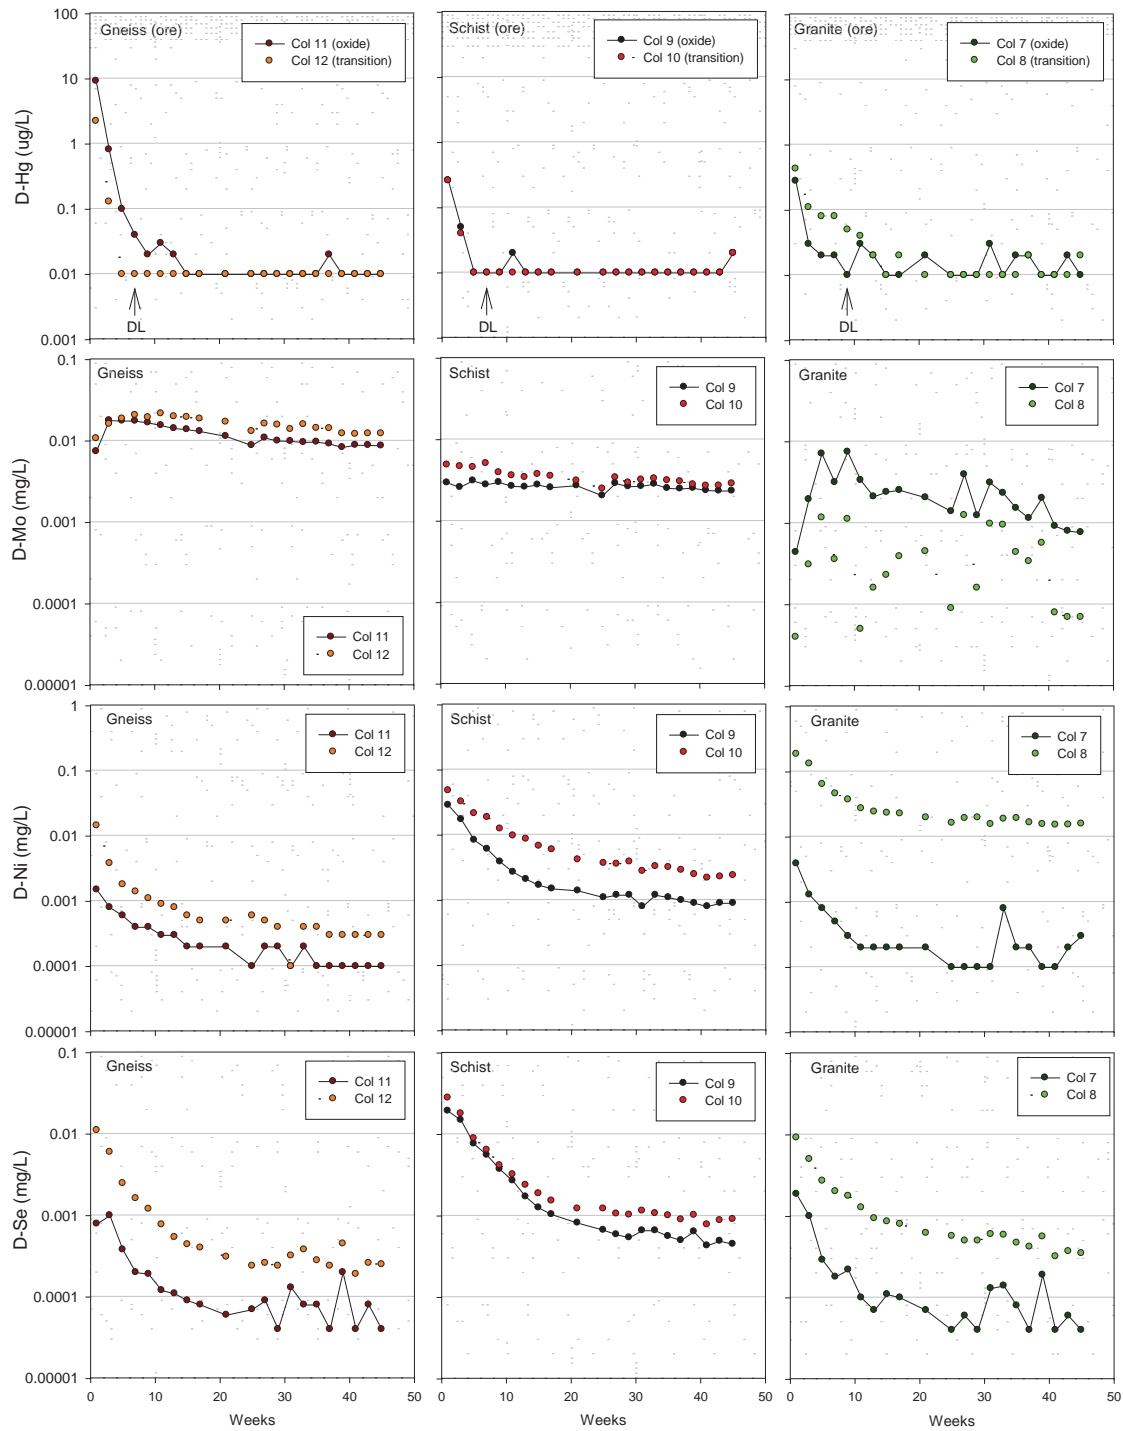 Gneiss (ore)
Col 11 (oxide)
Col 12 (transition)
Schist (ore)
Col 9 (oxide)
Col 10 (transition)
Granite (ore)
Col 7 (oxide)
Col 8 (transition)
D-Hg (ug/L)
100
10
1
0.1
0.01
0.001
DL
DL
DL
Gneiss
Col 11
Col 12
Schist
Col 9
Col 10
Granite
Col 7
Col 8
D-Mo (mg/L)
0.1
0.01
0.001
0.0001
0.00001
Gneiss
Col 11
Col 12
Schist
Col 9
Col 10
Granite
Col 7
Col 8
D-Ni (mg/L)
1
0.1
0.01
0.001
0.0001
0.00001
Gneiss
Col 11
Col 12
Schist
Col 9
Col 10
Granite
Col 7
Col 8
D-Se (mg/L)
0.1
0.01
0.001
0.0001
0.00001
0 10 20 30 40 50
Weeks
0 10 20 30 40 50
Weeks
0 10 20 30 40 50
Weeks